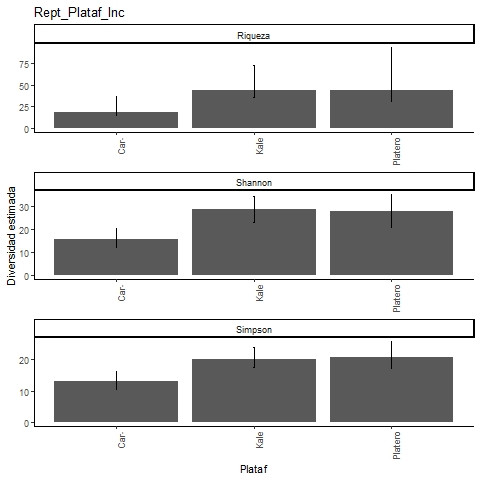 Rept_Plataf_Inc
Riqueza
75
50
25
0
Car-
Kale
Platero
Diversidad estimada
Shannon
30
20
10
0
Car-
Kale
Platero
Simpson
20
10
0
Car-
Kale
Platero
Plataf